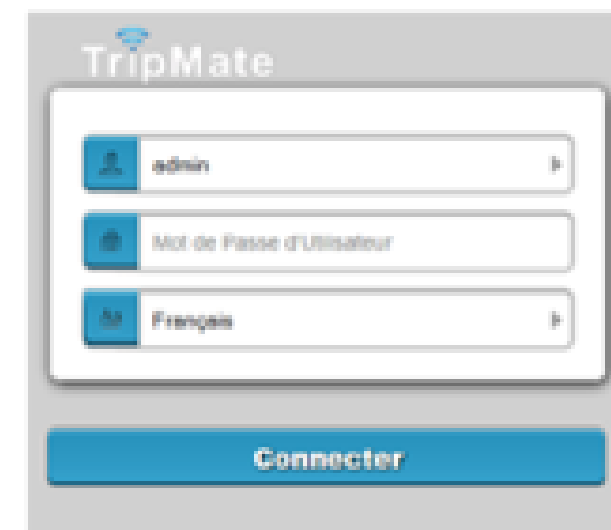 TripMate
admin
Mot de Passe d'Utilisateur
Français
Connecter